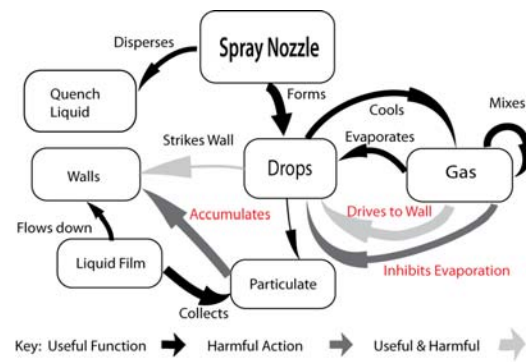 Spray Nozzle
Disperses
Forms
Quench
Liquid
Cools
Mixes
Evaporates
Strikes Wall
Drops
Gas
Walls
Accumulates
Drives to Wall
Flows down
Liquid Film
Inhibits Evaporation
Particulate
Collects
Key: Useful Function Harmful Action Useful & Harmful